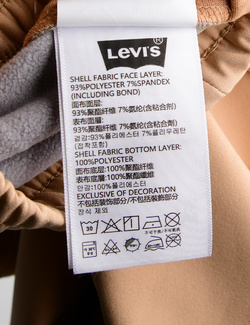 LEVI'S
SHELL FABRIC FACE LAYER:
93%POLYESTER 7%SPANDEX
(INCLUDING BOND)
面布面层:
93%聚酯纤维 7%氨纶(含粘合剂)
表布面層:
93%聚酯纖維 7%氨綸(含粘合劑)
겉감:93%폴리에스터 7%폴리우레탄
(접착포함)
SHELL FABRIC BOTTOM LAYER:
100%POLYESTER
面布底层:100%聚酯纤维
表布底層:100%聚酯纖維
안감:100% 폴리에스터
EXCLUSIVE OF DECORATION
不包括装饰部分/不包括裝飾部分
장식 제외
30